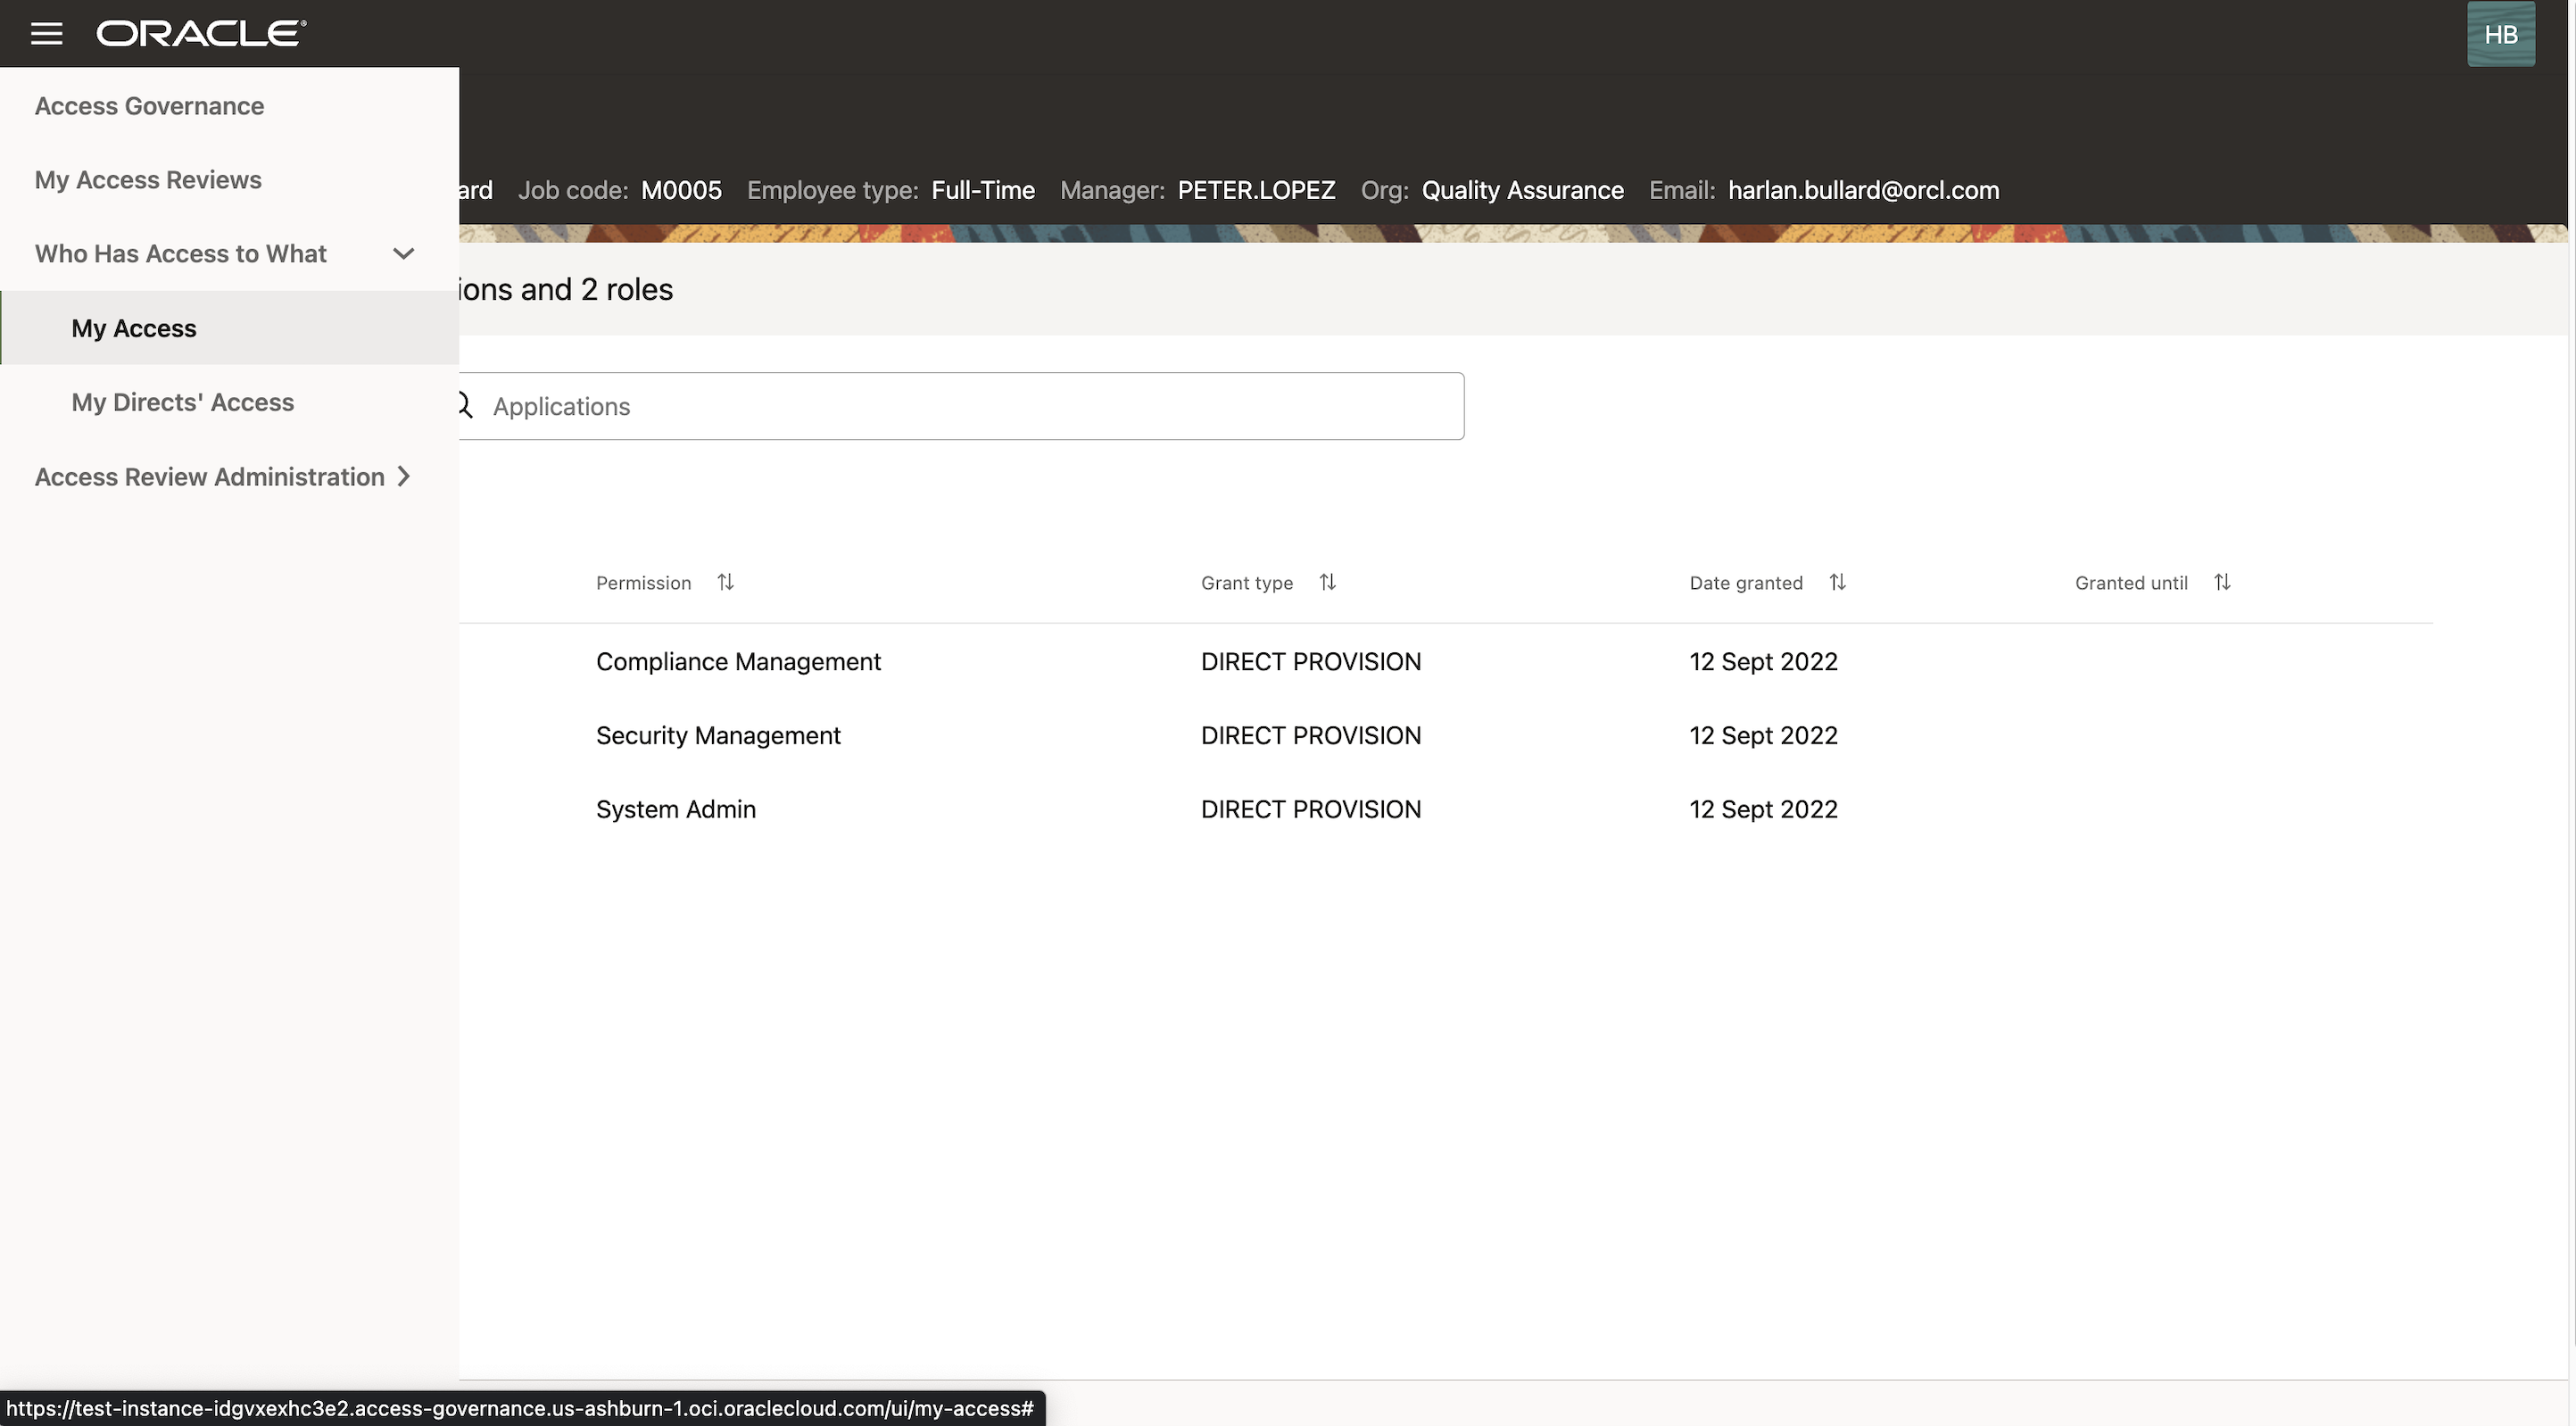 ORACLE
HB
Access Governance
My Access Reviews
ard Job code: M0005 Employee type: Full-Time Manager: PETER.LOPEZ Org: Quality Assurance Email: harlan.bullard@orcl.com
Who Has Access to What
ions and 2 roles
My Access
My Directs' Access
Applications
Access Review Administration
Permission Grant type Date granted Granted until
Compliance Management DIRECT PROVISION 12 Sept 2022
Security Management DIRECT PROVISION 12 Sept 2022
System Admin DIRECT PROVISION 12 Sept 2022
https://test-instance-idgvxexhc3e2.access-governance.us-ashburn-1.oci.oraclecloud.com/ui/my-access#